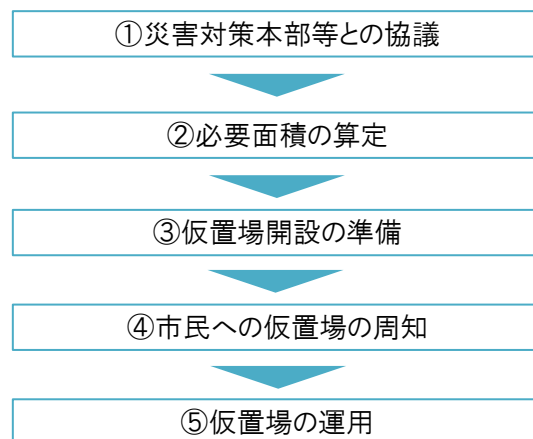 ①災害対策本部等との協議
②必要面積の算定
③仮置場開設の準備
④市民への仮置場の周知
⑤仮置場の運用